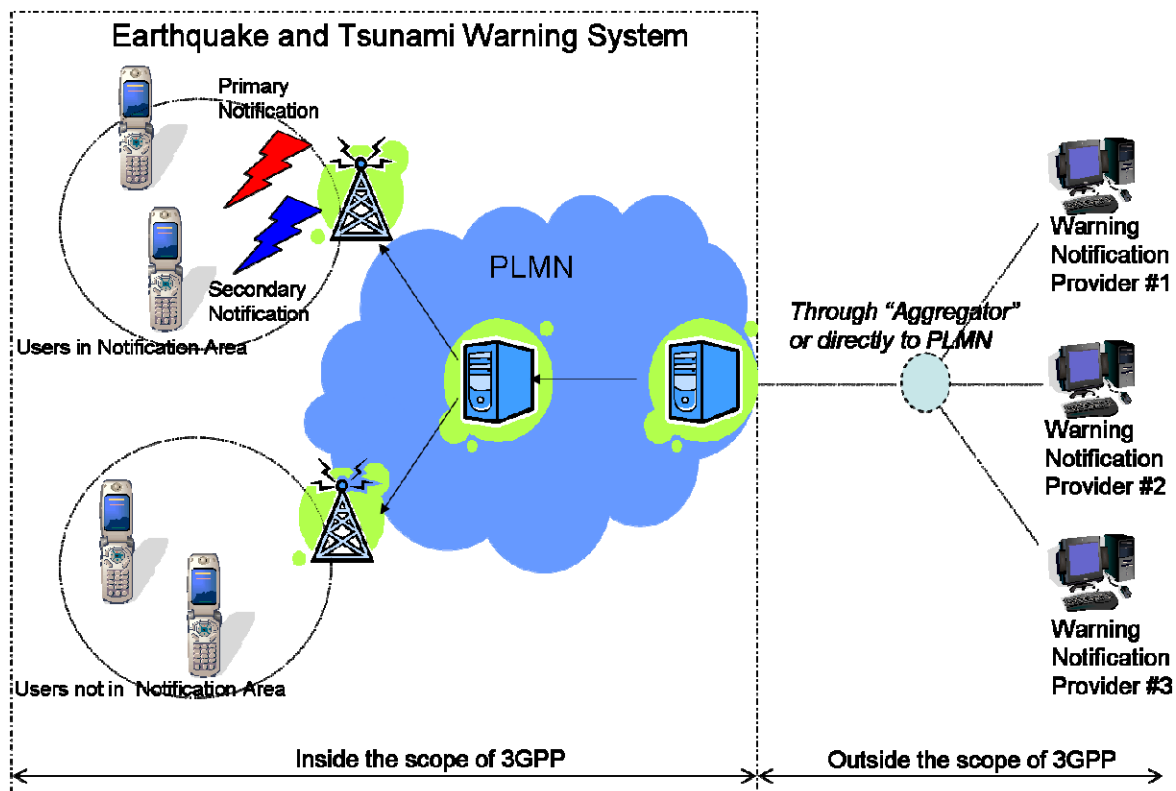 Earthquake and Tsunami Warning System
Primary
Notification
Secondary
Notification
Users in Notification Area
PLMN
Through “Aggregator”
or directly to PLMN
Warning
Notification
Provider #1
Warning
Notification
Provider #2
Warning
Notification
Provider #3
Users not in Notification Area
Inside the scope of 3GPP
Outside the scope of 3GPP